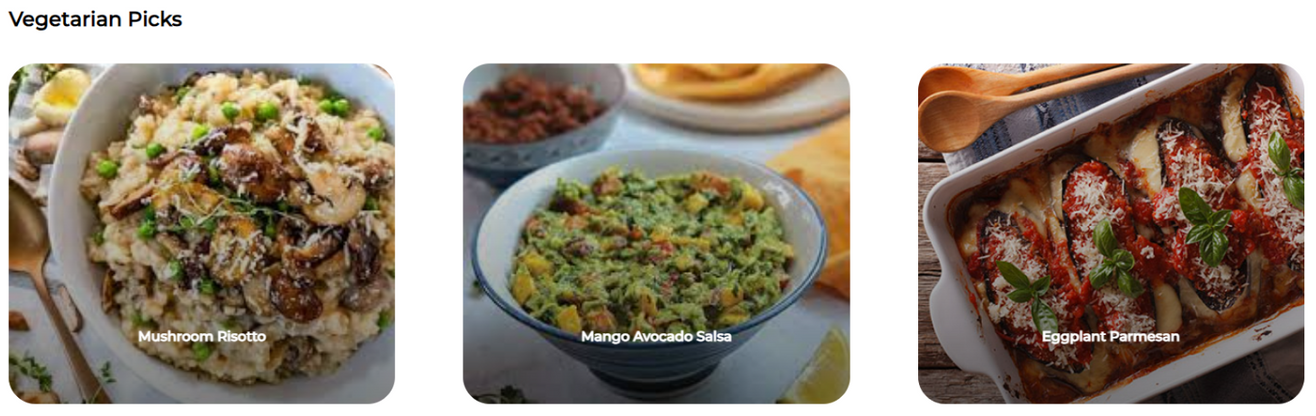 Vegetarian Picks
Mushroom Risotto
Mango Avocado Salsa
Eggplant Parmesan